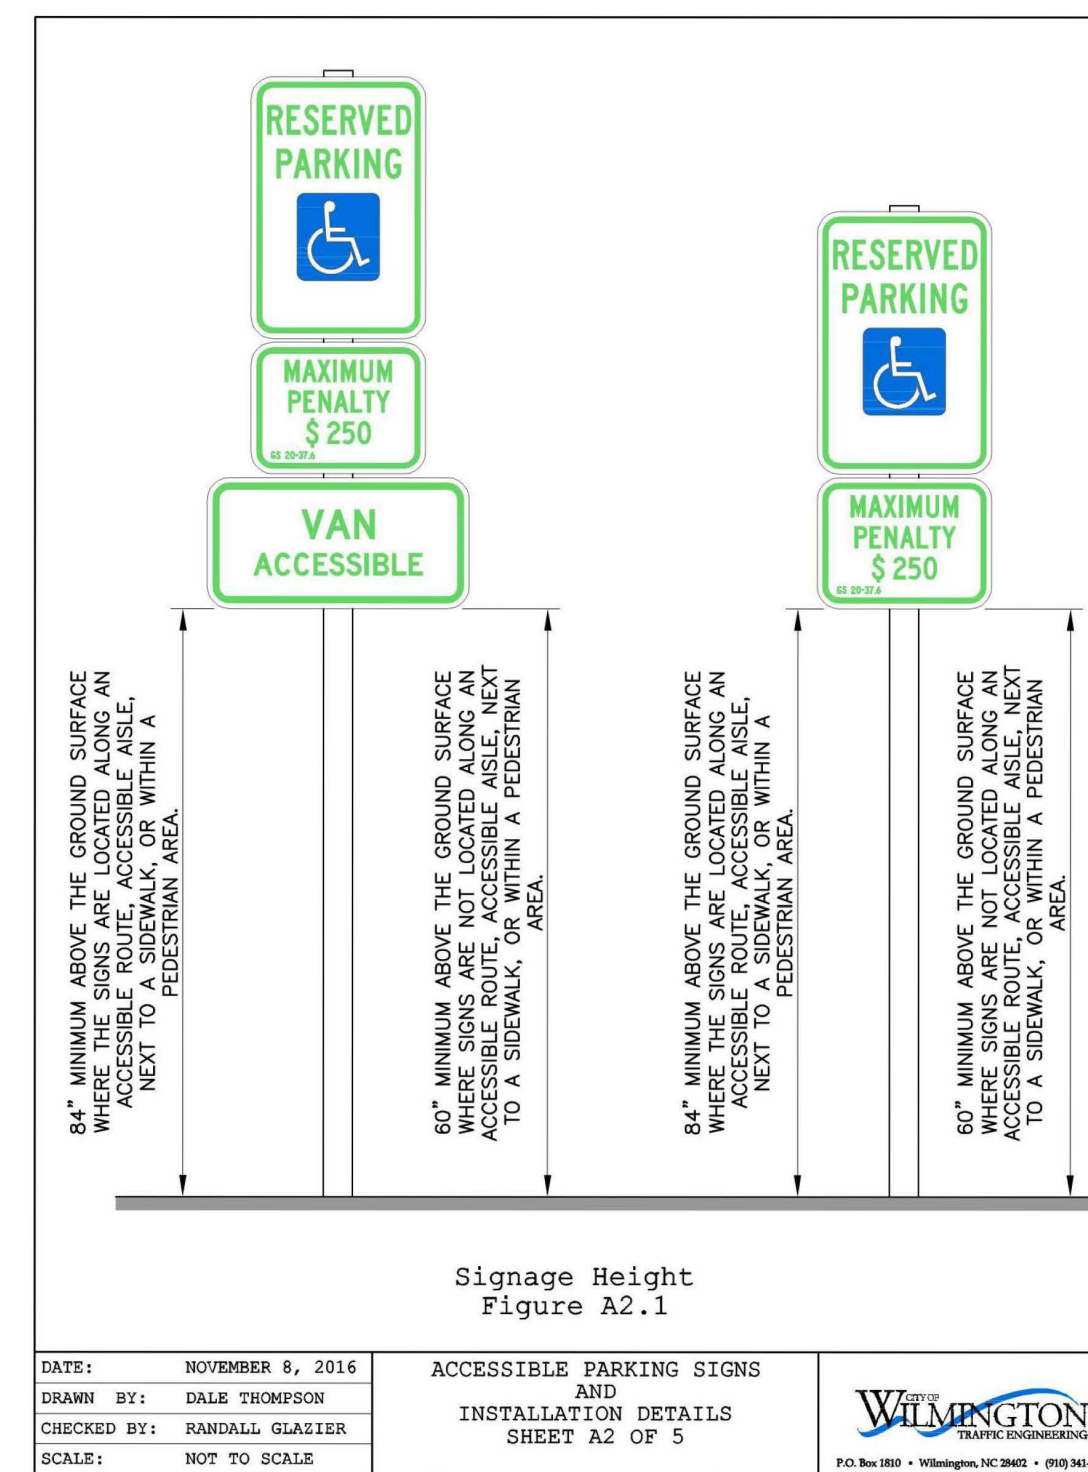 RESERVED
PARKING
MAXIMUM
PENALTY
$ 250
GS 20-37.6
VAN
ACCESSIBLE
RESERVED
PARKING
MAXIMUM
PENALTY
$ 250
GS 20-37.6
84" MINIMUM ABOVE THE GROUND SURFACE
WHERE THE SIGNS ARE LOCATED ALONG AN
ACCESSIBLE ROUTE, ACCESSIBLE AISLE,
NEXT TO A SIDEWALK, OR WITHIN A
PEDESTRIAN AREA.
60" MINIMUM ABOVE THE GROUND SURFACE
WHERE SIGNS ARE NOT LOCATED ALONG AN
ACCESSIBLE ROUTE, ACCESSIBLE AISLE, NEXT
TO A SIDEWALK, OR WITHIN A PEDESTRIAN
AREA.
84" MINIMUM ABOVE THE GROUND SURFACE
WHERE THE SIGNS ARE LOCATED ALONG AN
ACCESSIBLE ROUTE, ACCESSIBLE AISLE,
NEXT TO A SIDEWALK, OR WITHIN A
PEDESTRIAN AREA.
60" MINIMUM ABOVE THE GROUND SURFACE
WHERE SIGNS ARE NOT LOCATED ALONG AN
ACCESSIBLE ROUTE, ACCESSIBLE AISLE, NEXT
TO A SIDEWALK, OR WITHIN A PEDESTRIAN
AREA.
Signage Height
Figure A2.1
DATE: NOVEMBER 8, 2016
DRAWN BY: DALE THOMPSON
CHECKED BY: RANDALL GLAZIER
SCALE: NOT TO SCALE
ACCESSIBLE PARKING SIGNS
AND
INSTALLATION DETAILS
SHEET A2 OF 5
CITY OF
WILMINGTON
TRAFFIC ENGINEERING
P.O. Box 1810 • Wilmington, NC 28402 • (910) 341-